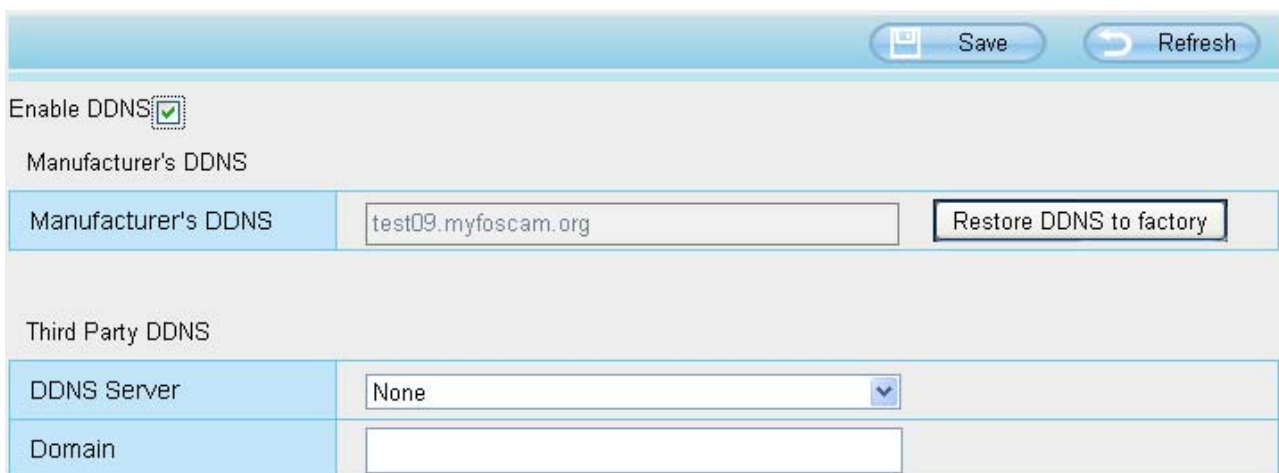 Save Refresh
Enable DDNS
Manufacturer's DDNS
Manufacturer's DDNS test09.myfoscam.org Restore DDNS to factory
Third Party DDNS
DDNS Server None
Domain